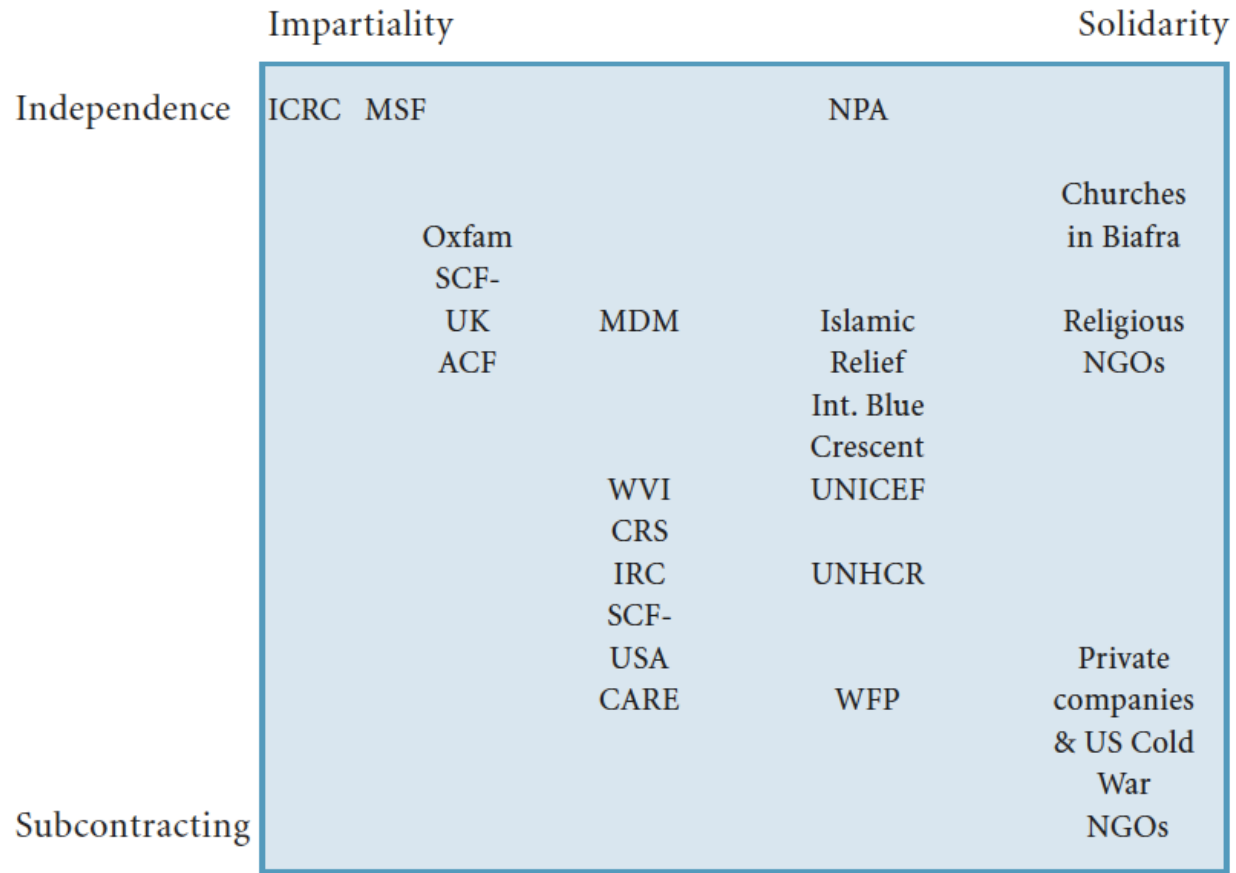 Impartiality Solidarity
Independence ICRC MSF NPA
Churches
Oxfam in Biafra
SCF-
UK MDM Islamic Religious
ACF Relief NGOs
Int. Blue
Crescent
WVI UNICEF
CRS
IRC UNHCR
SCF-
USA Private
CARE WFP companies
& US Cold
War
Subcontracting NGOs